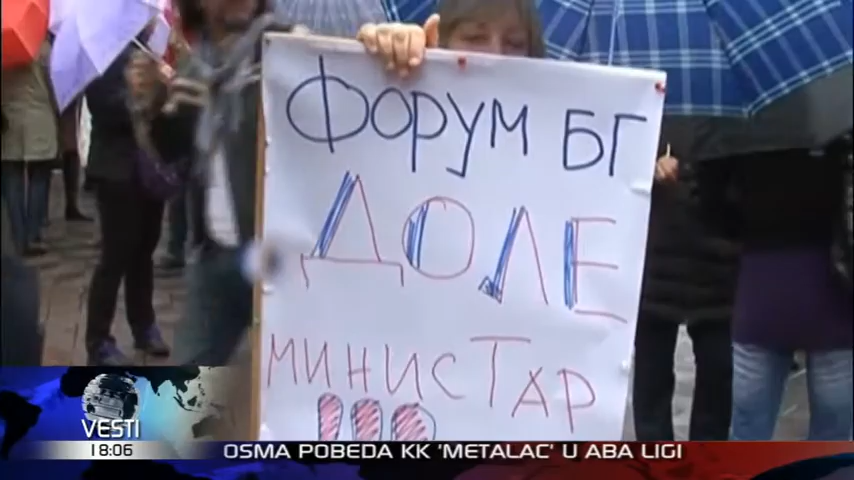 ФОРУМ БГ
ДОЛЕ
МИНИСТАР
!!!
VESTI
18:06
OSMA POBEDA KK 'METALAC' U ABA LIGI